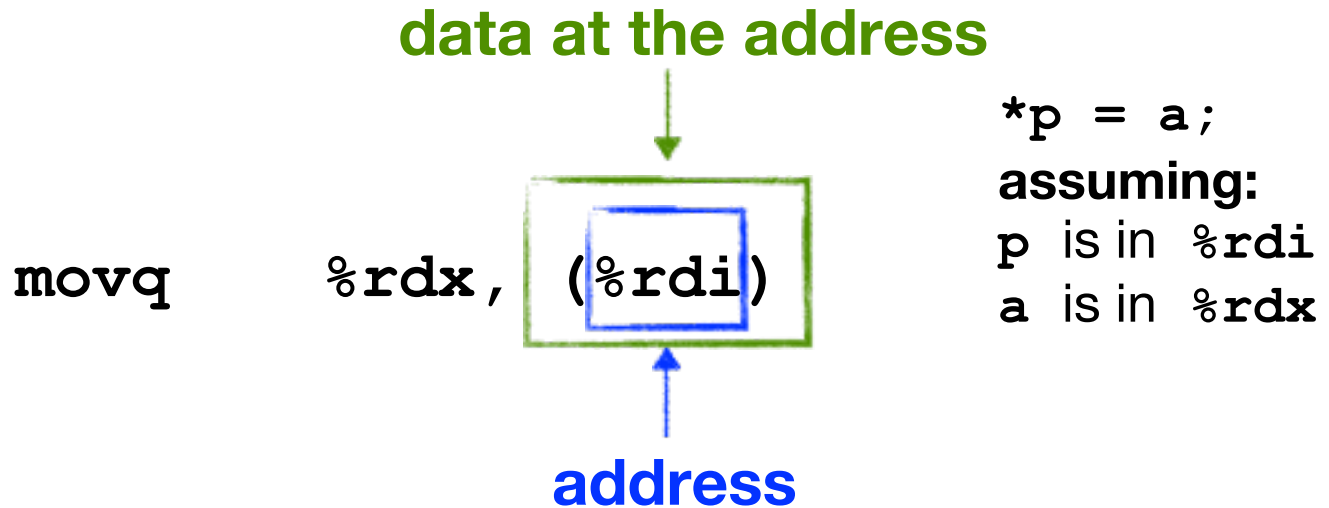 data at the address
*p = a;
assuming:
p is in %rdi
a is in %rdx
movq %rdx, (%rdi)
address